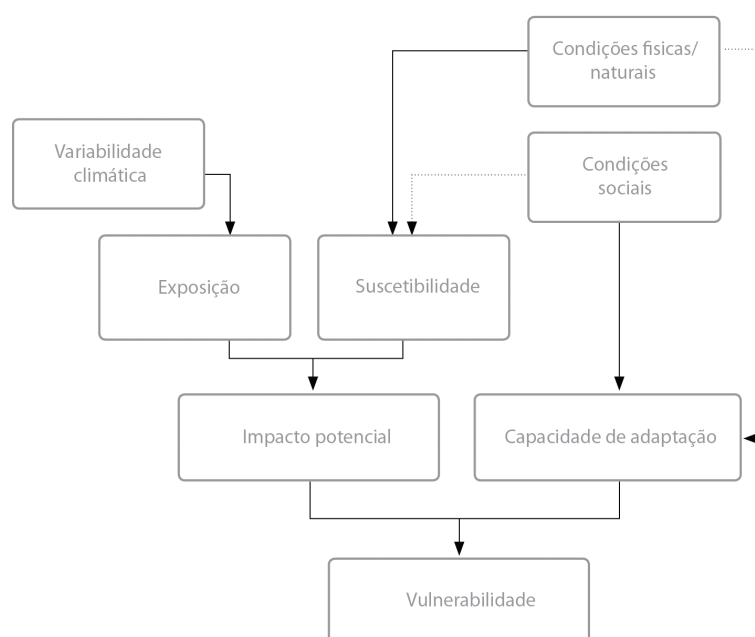 Condições fisicas/
naturais
Variabilidade
climática
Condições
sociais
Exposição
Suscetibilidade
Impacto potencial
Capacidade de adaptação
Vulnerabilidade